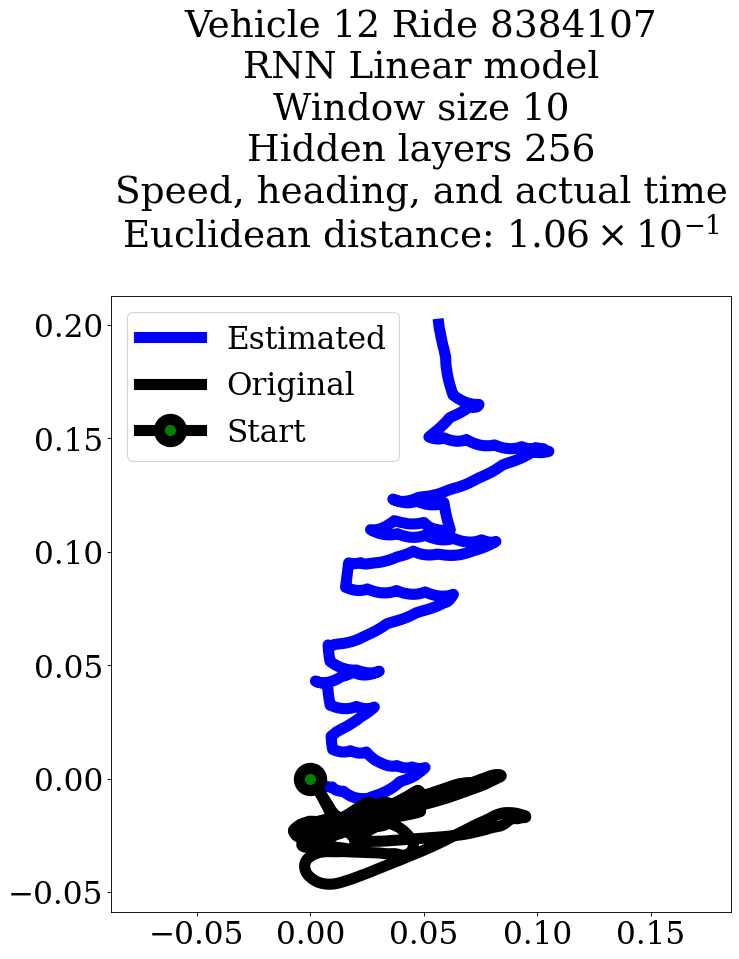 Vehicle 12 Ride 8384107
RNN Linear model
Window size 10
Hidden layers 256
Speed, heading, and actual time
Euclidean distance: 1.06 × 10⁻¹
Estimated
Original
Start
0.20
0.15
0.10
0.05
0.00
−0.05
−0.05 0.00 0.05 0.10 0.15